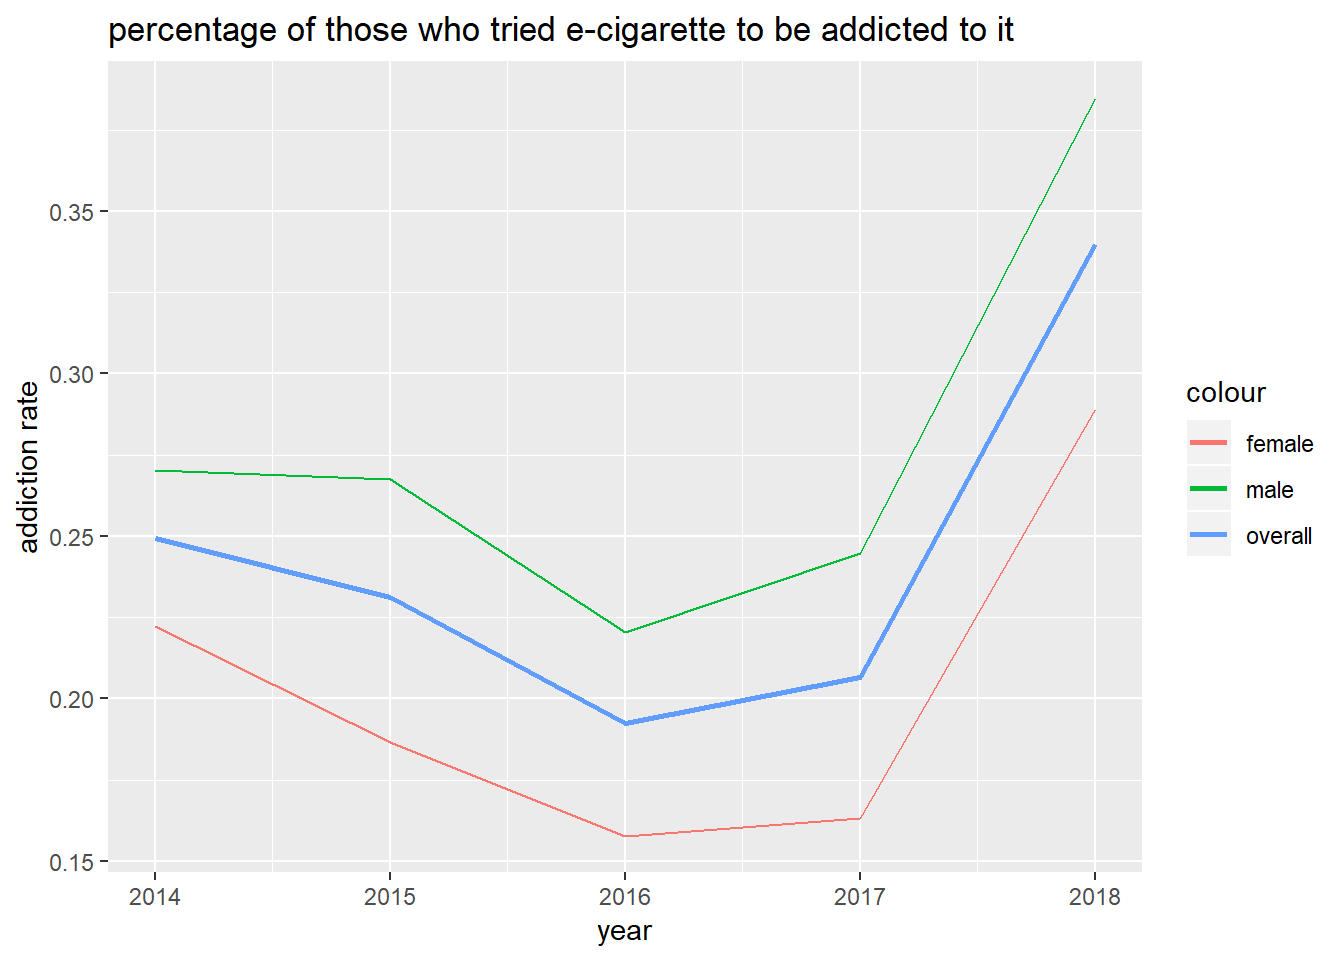 percentage of those who tried e-cigarette to be addicted to it
0.35
0.30
0.25
0.20
0.15
addiction rate
2014 2015 2016 2017 2018
year
colour
female
male
overall